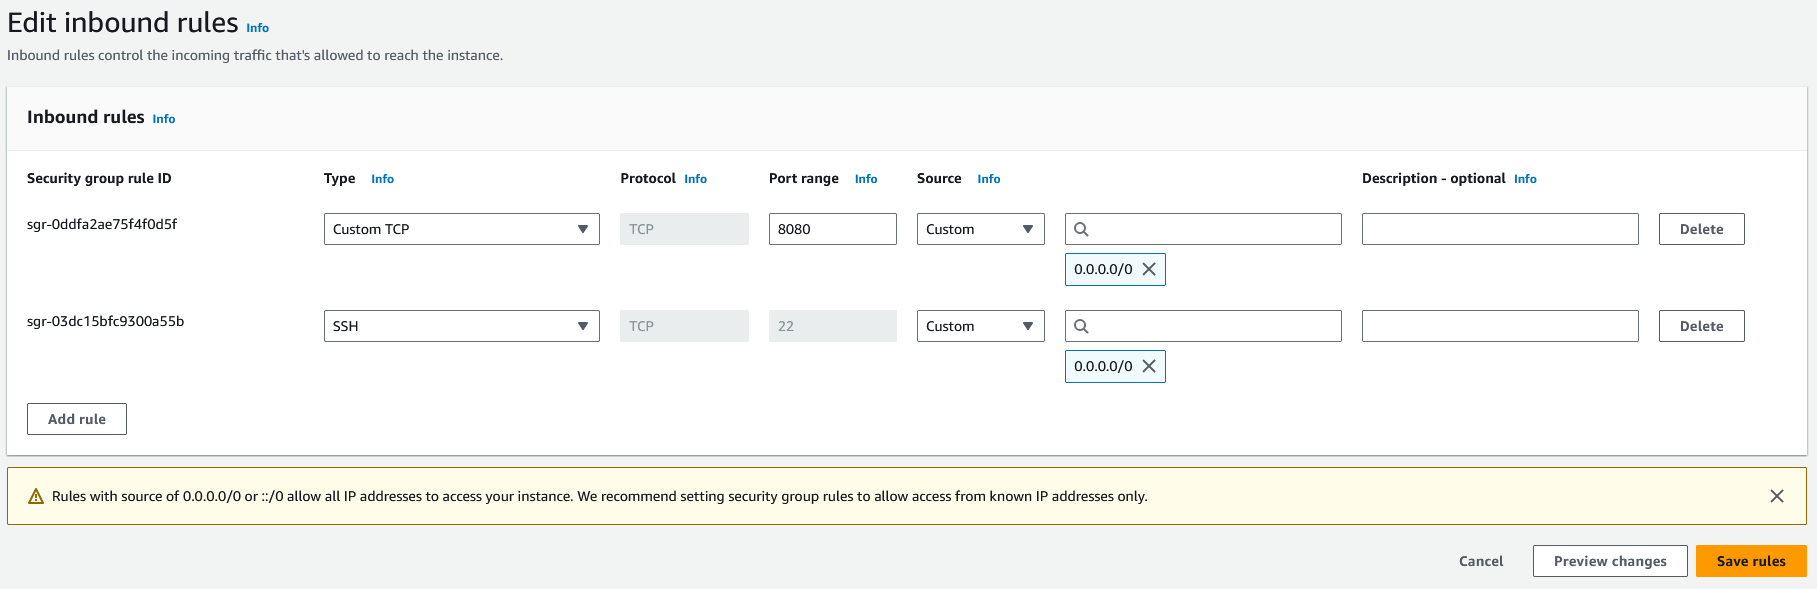 Edit inbound rules Info
Inbound rules control the incoming traffic that's allowed to reach the instance.
Inbound rules Info
Security group rule ID Type Info Protocol Info Port range Info Source Info Description - optional Info
sgr-0ddfa2ae75f4f0d5f Custom TCP TCP 8080 Custom Delete
0.0.0.0/0
sgr-03dc15bfc9300a55b SSH TCP 22 Custom Delete
0.0.0.0/0
Add rule
Rules with source of 0.0.0.0/0 or ::/0 allow all IP addresses to access your instance. We recommend setting security group rules to allow access from known IP addresses only.
Cancel Preview changes Save rules